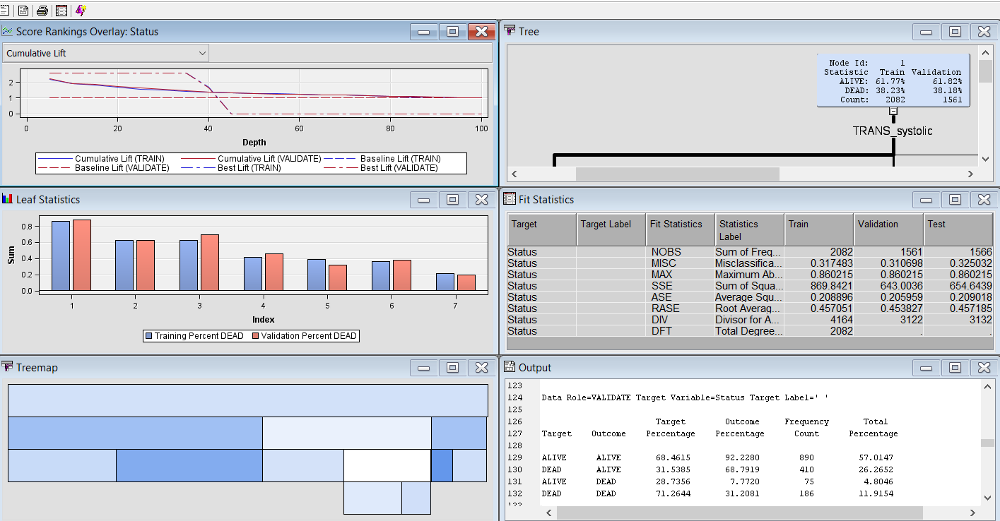 Score Rankings Overlay: Status
Cumulative Lift
2
1
0
0 20 40 60 80 100
Depth
Cumulative Lift (TRAIN) Cumulative Lift (VALIDATE) Baseline Lift (TRAIN)
Baseline Lift (VALIDATE) Best Lift (TRAIN) Best Lift (VALIDATE)
Tree
Node Id: 1
Statistic Train Validation
ALIVE: 61.77% 61.82%
DEAD: 38.23% 38.18%
Count: 2082 1561
TRANS_systolic
Leaf Statistics
Sum
0.8
0.6
0.4
0.2
0.0
1 2 3 4 5 6 7
Index
Training Percent DEAD Validation Percent DEAD
Fit Statistics
Target Target Label Fit Statistics Statistics Label Train Validation Test
Status NOBS Sum of Freq... 2082 1561 1566
Status MISC Misclassifica... 0.317483 0.310698 0.325032
Status MAX Maximum Ab... 0.860215 0.860215 0.860215
Status SSE Sum of Squa... 869.8421 643.0036 654.6439
Status ASE Average Squ... 0.208896 0.205959 0.209018
Status RASE Root Averag... 0.457051 0.453827 0.457185
Status DIV Divisor for A... 4164 3122 3132
Status DFT Total Degree... 2082 . .
Treemap
Output
123
124 Data Role=VALIDATE Target Variable=Status Target Label=' '
125
126 Target Outcome Frequency Total
127 Target Outcome Percentage Percentage Count Percentage
128
129 ALIVE ALIVE 68.4615 92.2280 890 57.0147
130 DEAD ALIVE 31.5385 68.7919 410 26.2652
131 ALIVE DEAD 28.7356 7.7720 75 4.8046
132 DEAD DEAD 71.2644 31.2081 186 11.9154